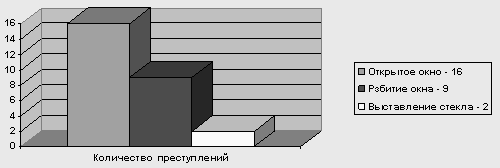 16
14
12
10
8
6
4
2
0
Количество преступлений
Открытое окно - 16
Рзбитие окна - 9
Выставление стекла - 2